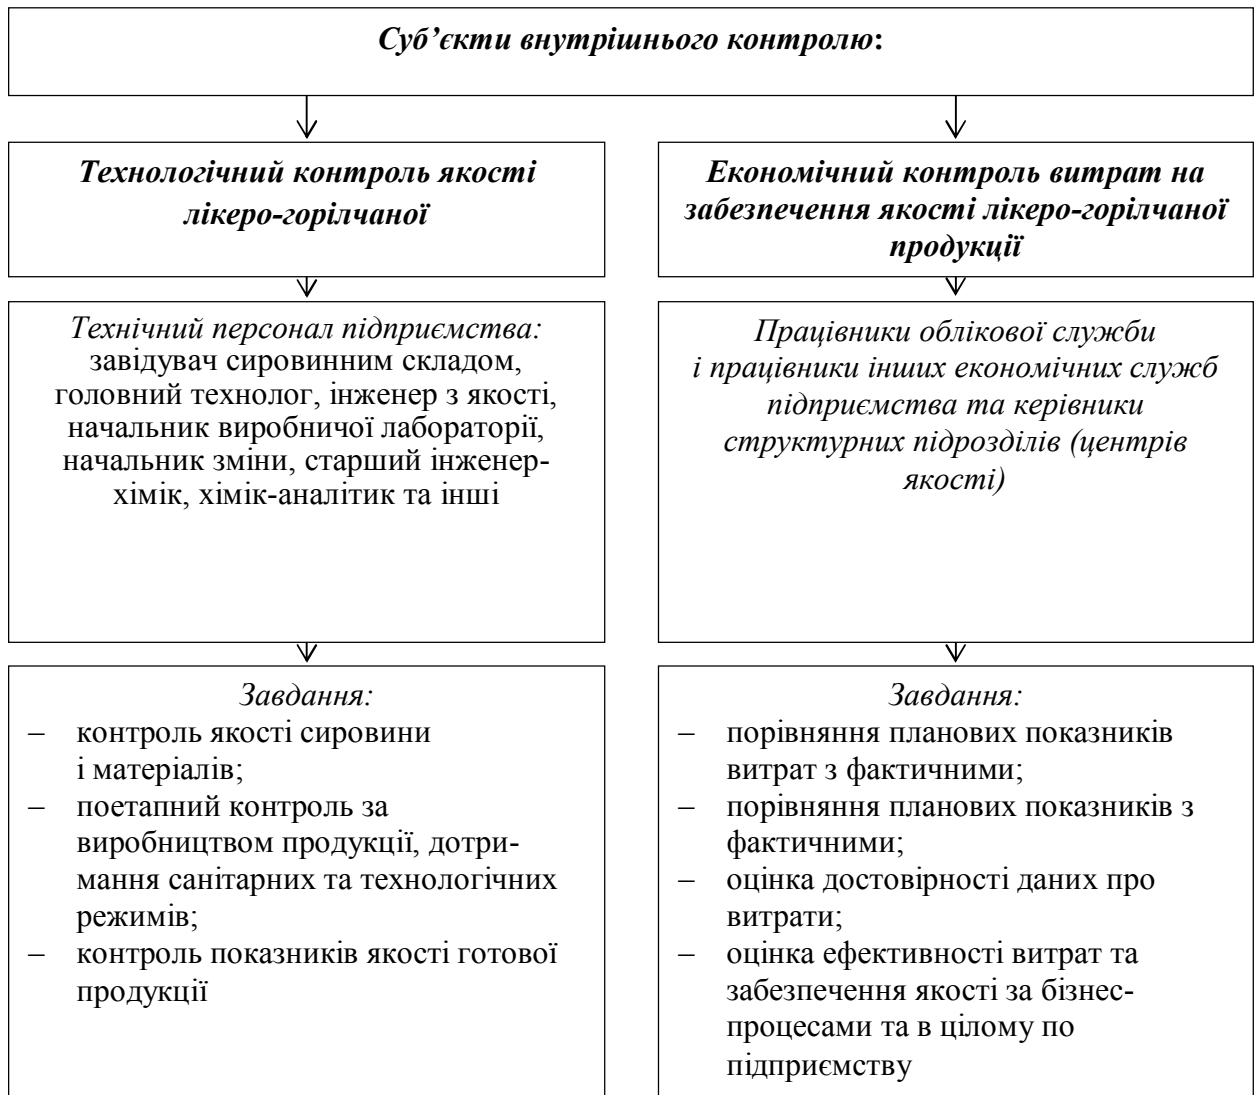 Суб’єкти внутрішнього контролю:
Технологічний контроль якості
лікеро-горілчаної
Економічний контроль витрат на
забезпечення якості лікеро-горілчаної
продукції
Технічний персонал підприємства:
завідувач сировинним складом,
головний технолог, інженер з якості,
начальник виробничої лабораторії,
начальник зміни, старший інженер-
хімік, хімік-аналітик та інші
Працівники облікової служби
і працівники інших економічних служб
підприємства та керівники
структурних підрозділів (центрів
якості)
Завдання:
– контроль якості сировини
і матеріалів;
– поетапний контроль за
виробництвом продукції, дотри-
мання санітарних та технологічних
режимів;
– контроль показників якості готової
продукції
Завдання:
– порівняння планових показників
витрат з фактичними;
– порівняння планових показників з
фактичними;
– оцінка достовірності даних про
витрати;
– оцінка ефективності витрат та
забезпечення якості за бізнес-
процесами та в цілому по
підприємству